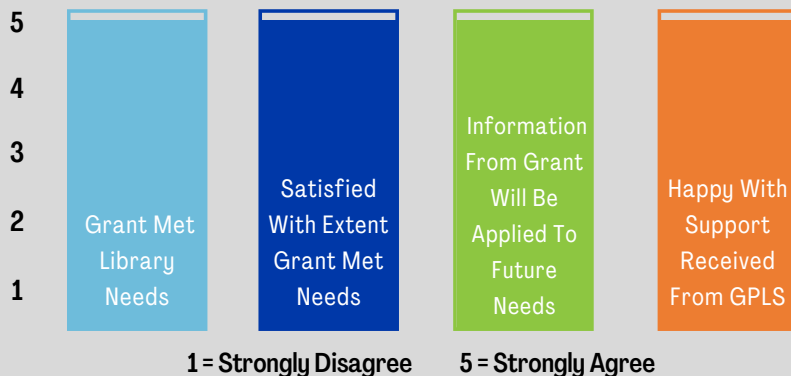 5
4
3
2
1
Grant Met
Library
Needs
Satisfied
With Extent
Grant Met
Needs
Information
From Grant
Will Be
Applied To
Future
Needs
Happy With
Support
Received
From GPLS
1 = Strongly Disagree 5 = Strongly Agree